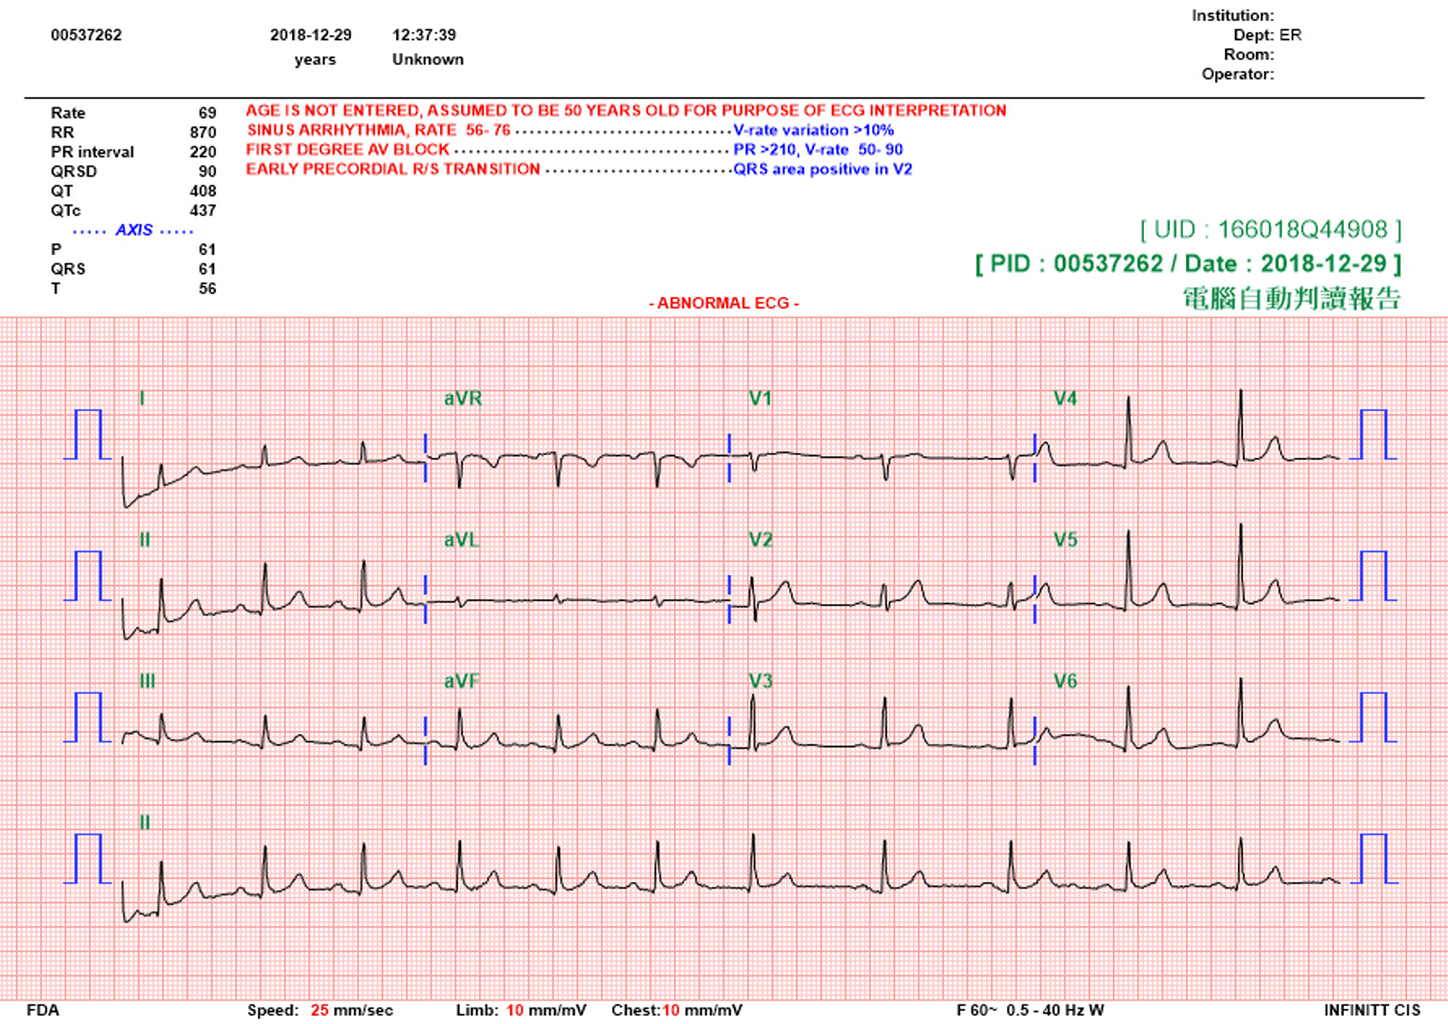 Institution:
00537262 2018-12-29 12:37:39 Dept: ER
years Unknown Room:
Operator:
Rate 69 AGE IS NOT ENTERED, ASSUMED TO BE 50 YEARS OLD FOR PURPOSE OF ECG INTERPRETATION
RR 870 SINUS ARRHYTHMIA, RATE 56- 76 ································ V-rate variation >10%
PR interval 220 FIRST DEGREE AV BLOCK ········································ PR >210, V-rate 50- 90
QRSD 90 EARLY PRECORDIAL R/S TRANSITION ··························· QRS area positive in V2
QT 408
QTc 437
····· AXIS ·····
[ UID : 166018Q44908 ]
P 61
QRS 61
[ PID : 00537262 / Date : 2018-12-29 ]
T 56
電腦自動判讀報告
- ABNORMAL ECG -
I aVR V1 V4
II aVL V2 V5
III aVF V3 V6
II
FDA Speed: 25 mm/sec Limb: 10 mm/mV Chest:10 mm/mV F 60~ 0.5 - 40 Hz W INFINITT CIS